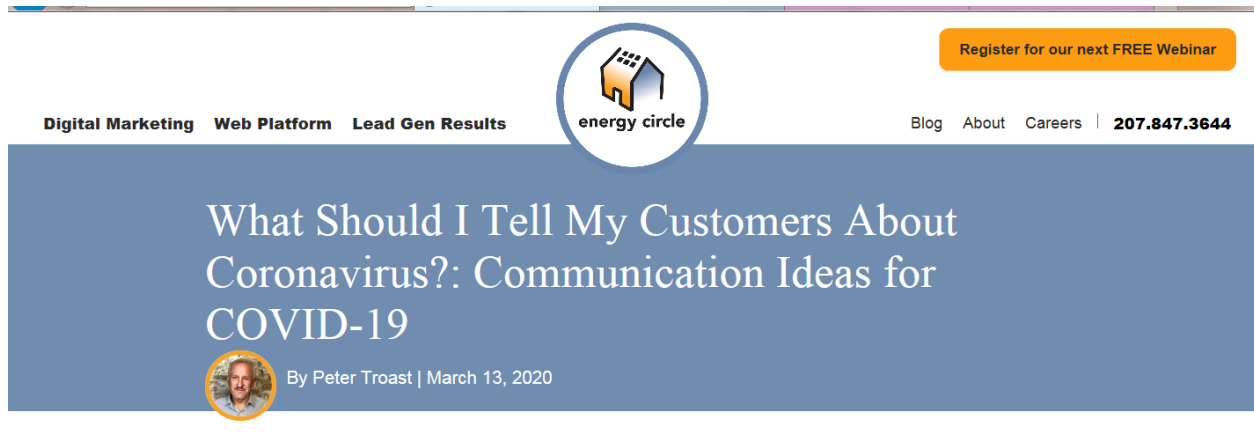 Register for our next FREE Webinar
energy circle
Digital Marketing Web Platform Lead Gen Results
Blog About Careers | 207.847.3644
What Should I Tell My Customers About
Coronavirus?: Communication Ideas for
COVID-19
By Peter Troast | March 13, 2020